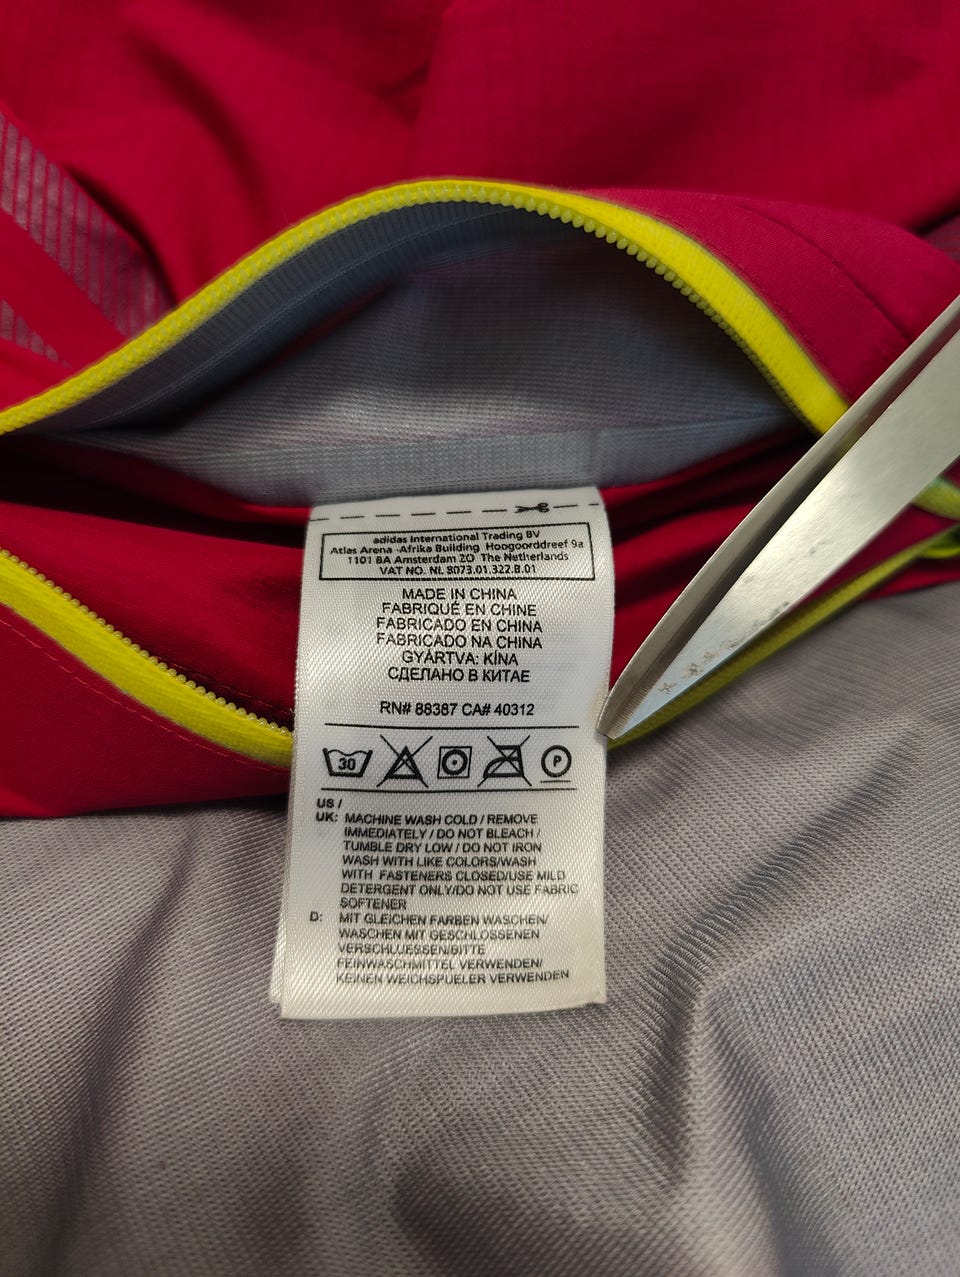 adidas International Trading BV
Atlas Arena -Afrika Building Hoogoorddreef 9a
1101 BA Amsterdam ZO The Netherlands
VAT NO. NL 8073.01.322.B.01
MADE IN CHINA
FABRIQUÉ EN CHINE
FABRICADO EN CHINA
FABRICADO NA CHINA
GYÁRTVA: KÍNA
СДЕЛАНО В КИТАЕ
RN# 88387 CA# 40312
30 P
US /
UK: MACHINE WASH COLD / REMOVE
IMMEDIATELY / DO NOT BLEACH /
TUMBLE DRY LOW / DO NOT IRON
WASH WITH LIKE COLORS/WASH
WITH FASTENERS CLOSED/USE MILD
DETERGENT ONLY/DO NOT USE FABRIC
SOFTENER
D: MIT GLEICHEN FARBEN WASCHEN/
WASCHEN MIT GESCHLOSSENEN
VERSCHLUESSEN/BITTE
FEINWASCHMITTEL VERWENDEN/
KEINEN WEICHSPUELER VERWENDEN